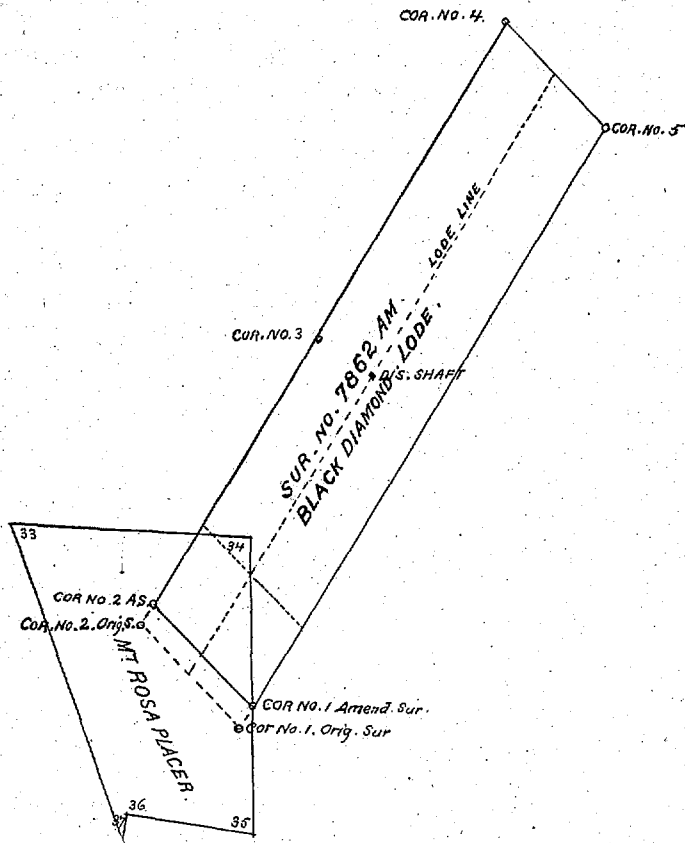 COR. NO. 4.
COR. NO. 5
LODE LINE
COR. NO. 3
DIS. SHAFT
SUR. NO. 7862 AM.
BLACK DIAMOND LODE.
33
34
COR NO. 2 AS.
COR. NO. 2. Orig S.
MT ROSA PLACER.
COR NO. 1 Amend. Sur.
Cor No. 1. Orig. Sur
36
35
37